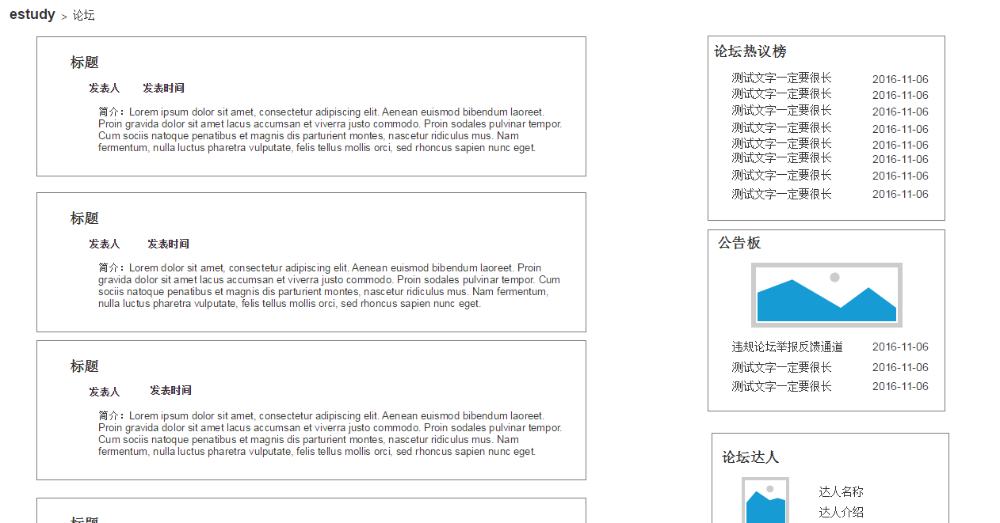 estudy > 论坛
标题
发表人 发表时间
简介：Lorem ipsum dolor sit amet, consectetur adipiscing elit. Aenean euismod bibendum laoreet.
Proin gravida dolor sit amet lacus accumsan et viverra justo commodo. Proin sodales pulvinar tempor.
Cum sociis natoque penatibus et magnis dis parturient montes, nascetur ridiculus mus. Nam
fermentum, nulla luctus pharetra vulputate, felis tellus mollis orci, sed rhoncus sapien nunc eget.
标题
发表人 发表时间
简介：Lorem dolor sit amet, consectetur adipiscing elit. Aenean euismod bibendum laoreet. Proin
gravida dolor sit amet lacus accumsan et viverra justo commodo. Proin sodales pulvinar tempor. Cum
sociis natoque penatibus et magnis dis parturient montes, nascetur ridiculus mus. Nam fermentum,
nulla luctus pharetra vulputate, felis tellus mollis orci, sed rhoncus sapien nunc eget.
标题
发表人 发表时间
简介：Lorem ipsum dolor sit amet, consectetur adipiscing elit. Aenean euismod bibendum laoreet.
Proin gravida dolor sit amet lacus accumsan et viverra justo commodo. Proin sodales pulvinar tempor.
Cum sociis natoque penatibus et magnis dis parturient montes, nascetur ridiculus mus. Nam
fermentum, nulla luctus pharetra vulputate, felis tellus mollis orci, sed rhoncus sapien nunc eget.
标题
论坛热议榜
测试文字一定要很长 2016-11-06
测试文字一定要很长 2016-11-06
测试文字一定要很长 2016-11-06
测试文字一定要很长 2016-11-06
测试文字一定要很长 2016-11-06
测试文字一定要很长 2016-11-06
测试文字一定要很长 2016-11-06
测试文字一定要很长 2016-11-06
公告板
违规论坛举报反馈通道 2016-11-06
测试文字一定要很长 2016-11-06
测试文字一定要很长 2016-11-06
论坛达人
达人名称
达人介绍